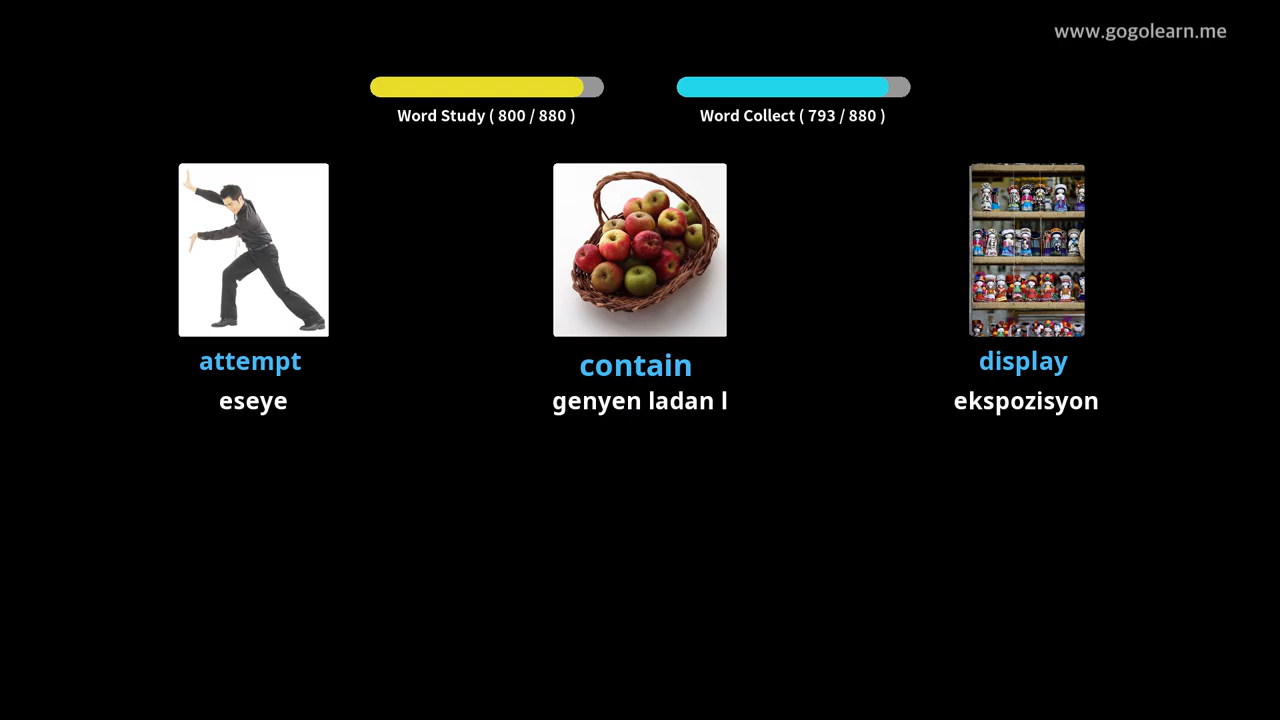 www.gogolearn.me
Word Study ( 800 / 880 )
Word Collect ( 793 / 880 )
attempt
contain
display
eseye
genyen ladan l
ekspozisyon